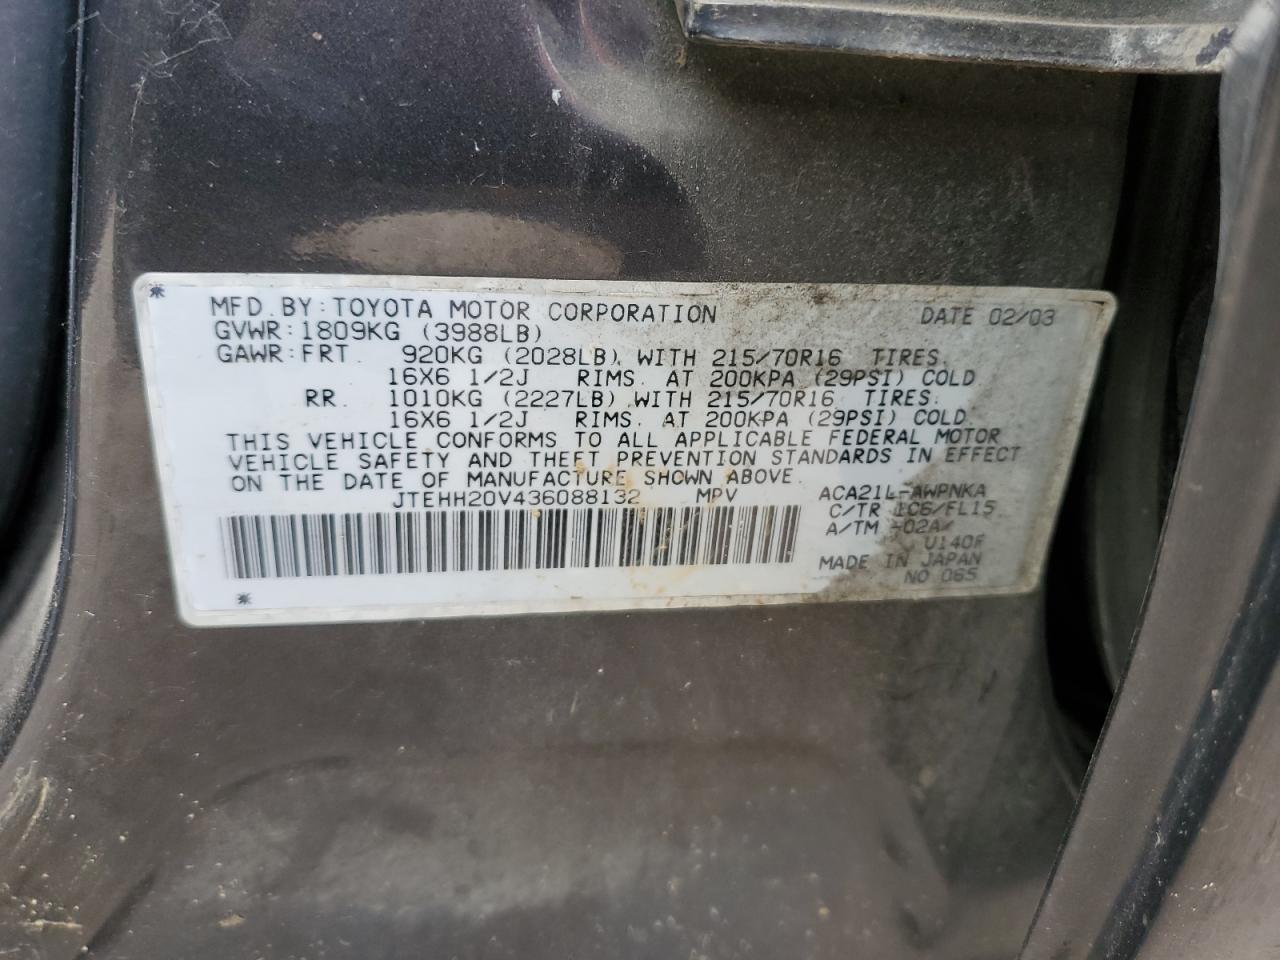 MFD. BY: TOYOTA MOTOR CORPORATION DATE 02/03
GVWR: 1809KG (3988LB)
GAWR: FRT. 920KG (2028LB). WITH 215/70R16 TIRES.
16X6 1/2J RIMS. AT 200KPA (29PSI) COLD
RR. 1010KG (2227LB) WITH 215/70R16 TIRES.
16X6 1/2J RIMS. AT 200KPA (29PSI) COLD.
THIS VEHICLE CONFORMS TO ALL APPLICABLE FEDERAL MOTOR
VEHICLE SAFETY AND THEFT PREVENTION STANDARDS IN EFFECT
ON THE DATE OF MANUFACTURE SHOWN ABOVE.
JTEHH20V436088132 MPV ACA21L-AWPNKA
C/TR 1C6/FL15
A/TM -02A/
U140F
MADE IN JAPAN
NO 065